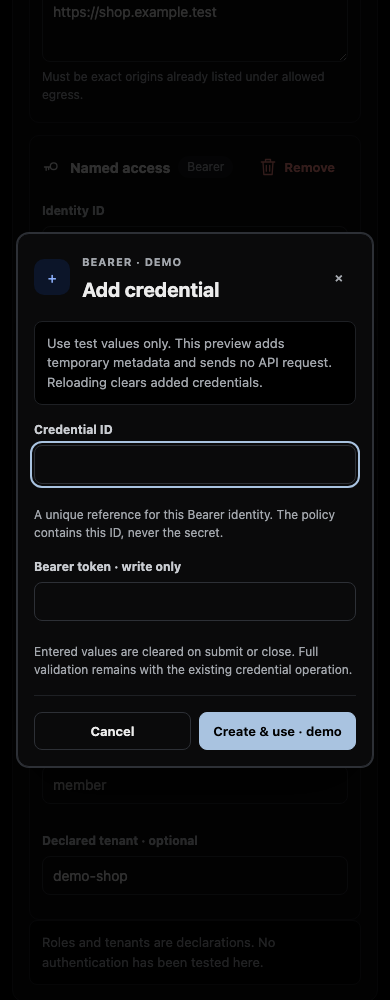 https://shop.example.test
Must be exact origins already listed under allowed
egress.
Named access Bearer Remove
Identity ID
+
BEARER · DEMO
Add credential
×
Use test values only. This preview adds
temporary metadata and sends no API request.
Reloading clears added credentials.
Credential ID
A unique reference for this Bearer identity. The policy
contains this ID, never the secret.
Bearer token · write only
Entered values are cleared on submit or close. Full
validation remains with the existing credential operation.
Cancel
Create & use · demo
member
Declared tenant · optional
demo-shop
Roles and tenants are declarations. No
authentication has been tested here.